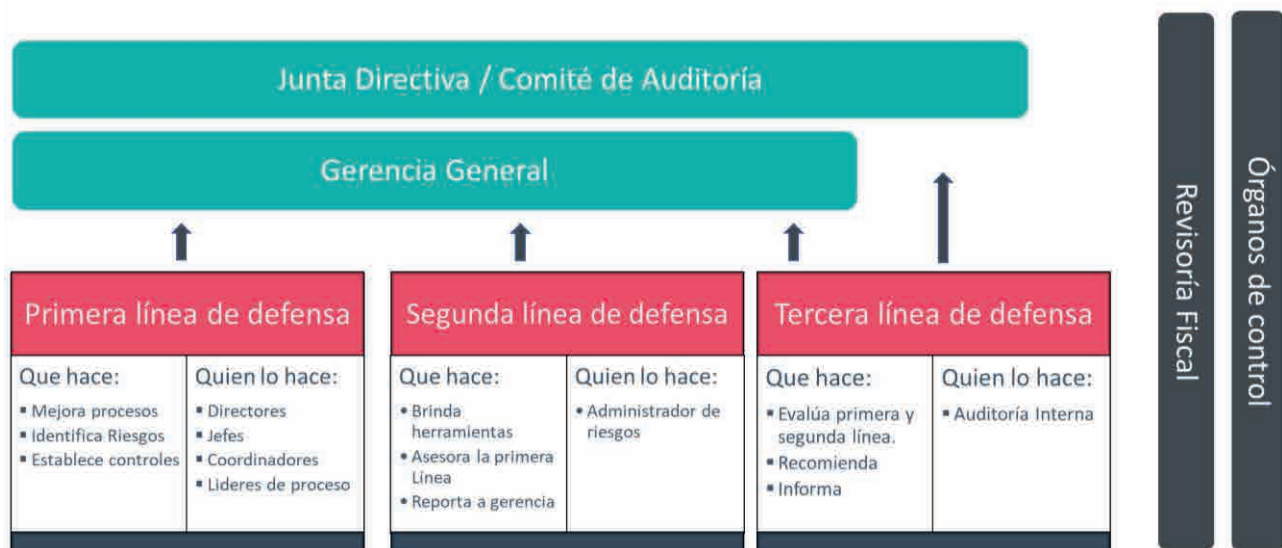 Junta Directiva / Comité de Auditoría
Gerencia General
Primera línea de defensa
Que hace:
▪ Mejora procesos
▪ Identifica Riesgos
▪ Establece controles
Quien lo hace:
▪ Directores
▪ Jefes
▪ Coordinadores
▪ Lideres de proceso
Segunda línea de defensa
Que hace:
• Brinda
herramientas
• Asesora la primera
Línea
• Reporta a gerencia
Quien lo hace:
• Administrador de
riesgos
Tercera línea de defensa
Que hace:
▪ Evalúa primera y
segunda línea.
▪ Recomienda
▪ Informa
Quien lo hace:
▪ Auditoría Interna
Revisoría Fiscal
Órganos de control